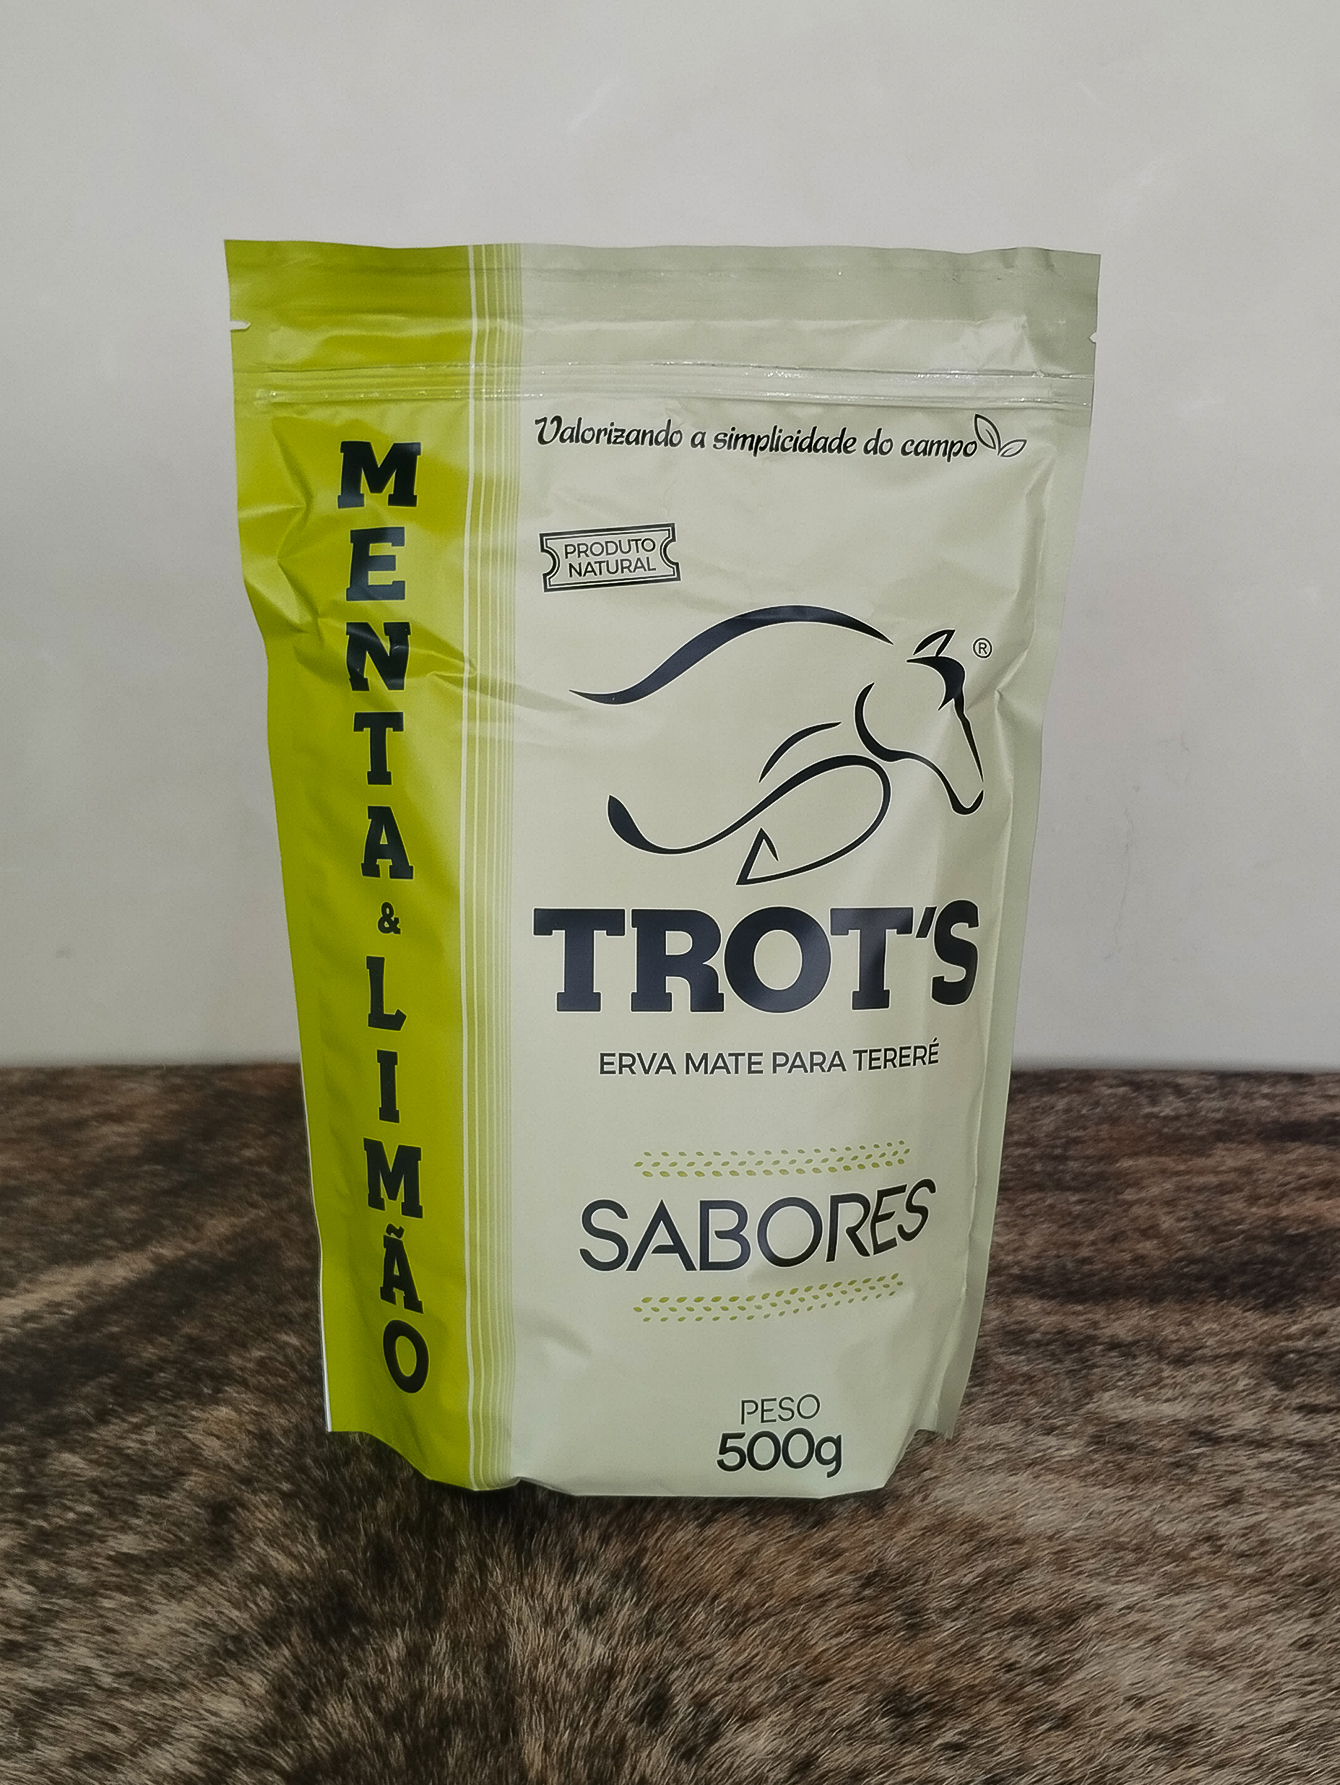 MENTA & LIMÃO
Valorizando a simplicidade do campo
PRODUTO
NATURAL
®
TROT'S
ERVA MATE PARA TERERÉ
SABORES
PESO
500g